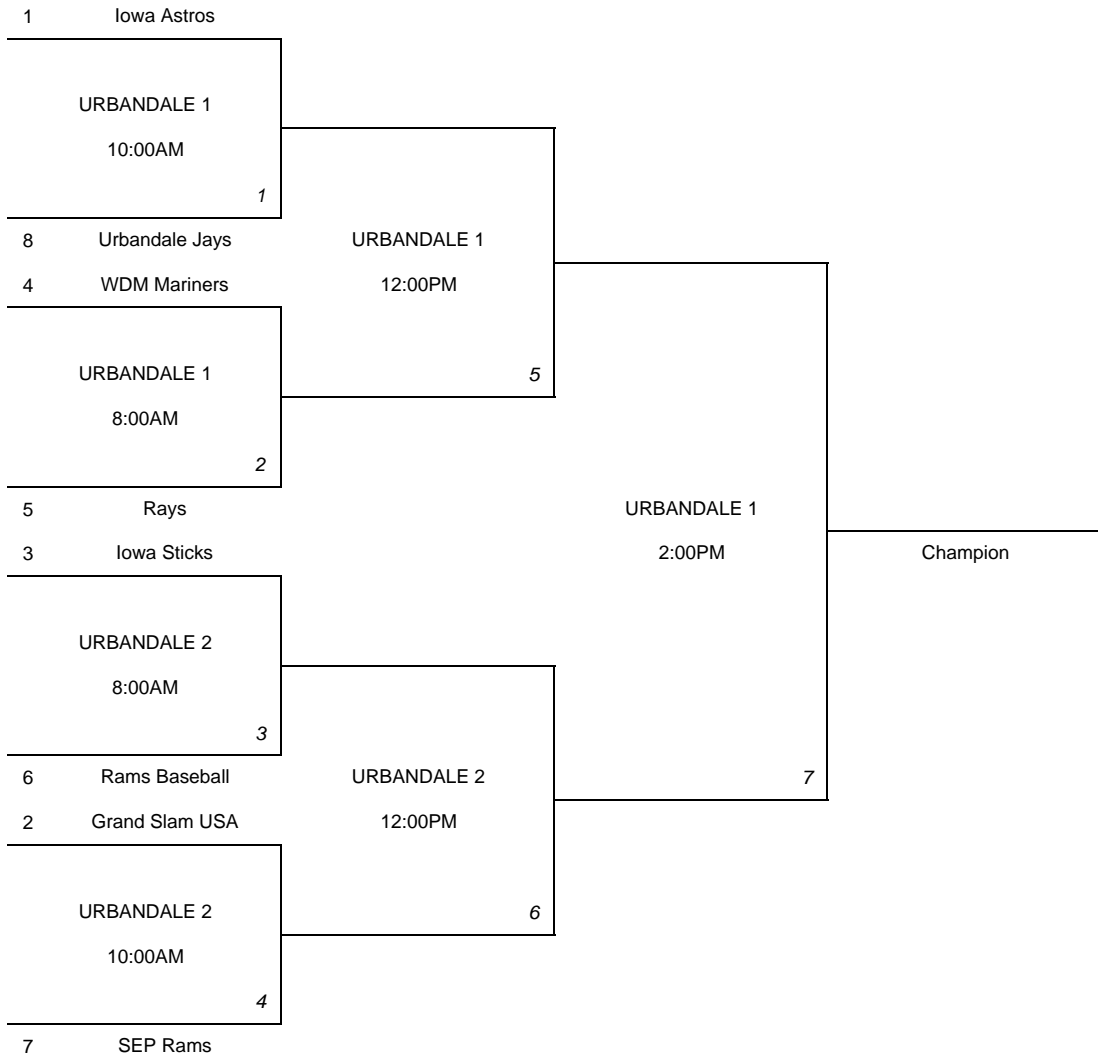 1 Iowa Astros
URBANDALE 1
10:00AM
1
8 Urbandale Jays URBANDALE 1
4 WDM Mariners 12:00PM
URBANDALE 1 5
8:00AM
2
5 Rays URBANDALE 1
3 Iowa Sticks 2:00PM Champion
URBANDALE 2
8:00AM
3
6 Rams Baseball URBANDALE 2 7
2 Grand Slam USA 12:00PM
URBANDALE 2 6
10:00AM
4
7 SEP Rams